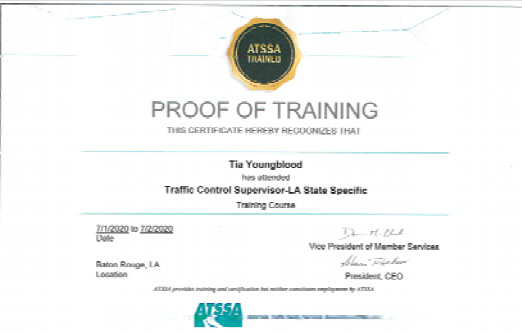 ATSSA
TRAINED
PROOF OF TRAINING
THIS CERTIFICATE HEREBY RECOGNIZES THAT
Tia Youngblood
has attended
Traffic Control Supervisor-LA State Specific
Training Course
7/1/2020 to 7/2/2020
Date
Vice President of Member Services
Baton Rouge, LA
Location
President, CEO
ATSSA provides training and certification but neither constitutes employment by ATSSA
ATSSA